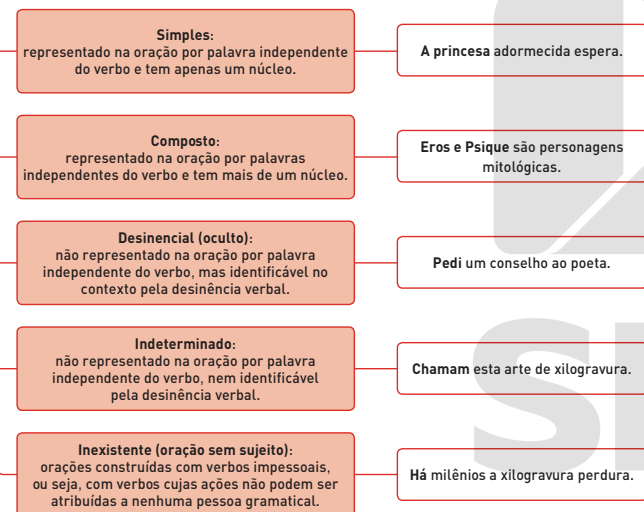 Simples:
representado na oração por palavra independente
do verbo e tem apenas um núcleo.
A princesa adormecida espera.
Composto:
representado na oração por palavras
independentes do verbo e tem mais de um núcleo.
Eros e Psique são personagens
mitológicas.
Desinencial (oculto):
não representado na oração por palavra
independente do verbo, mas identificável no
contexto pela desinência verbal.
Pedi um conselho ao poeta.
Indeterminado:
não representado na oração por palavra
independente do verbo, nem identificável
pela desinência verbal.
Chamam esta arte de xilogravura.
Inexistente (oração sem sujeito):
orações construídas com verbos impessoais,
ou seja, com verbos cujas ações não podem ser
atribuídas a nenhuma pessoa gramatical.
Há milênios a xilogravura perdura.